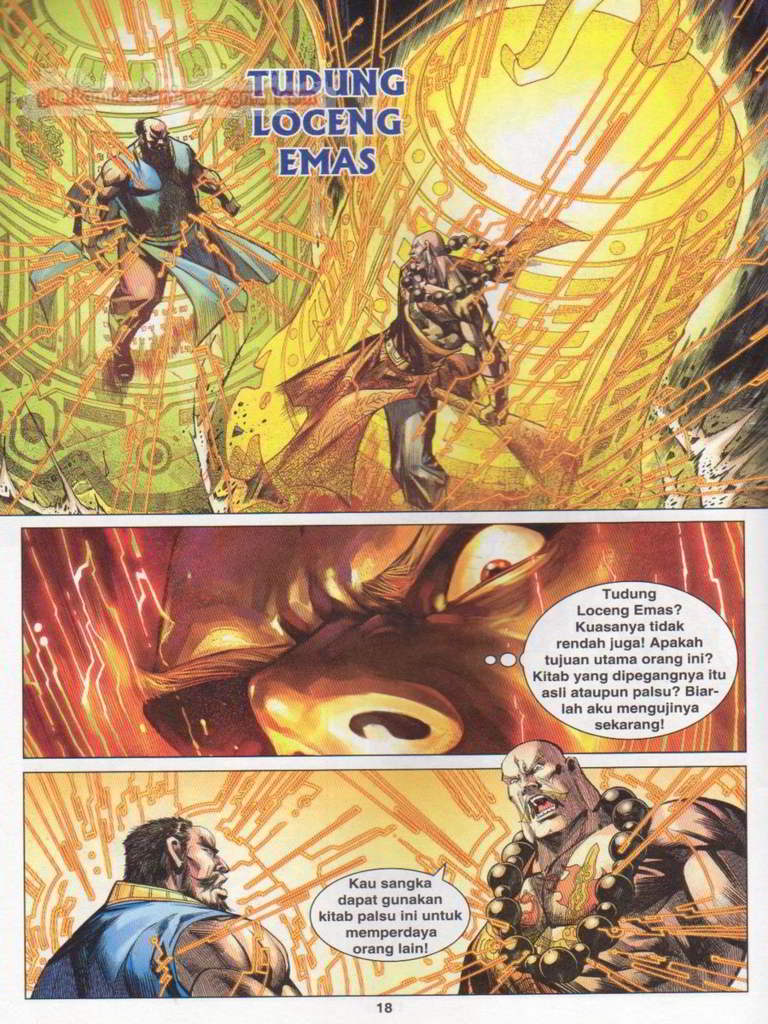 TUDUNG
LOCENG
EMAS
Tudung
Loceng Emas?
Kuasanya tidak
rendah juga! Apakah
tujuan utama orang ini?
Kitab yang dipegangnya itu
asli ataupun palsu? Biar-
lah aku mengujinya
sekarang!
Kau sangka
dapat gunakan
kitab palsu ini untuk
memperdaya
orang lain!
18